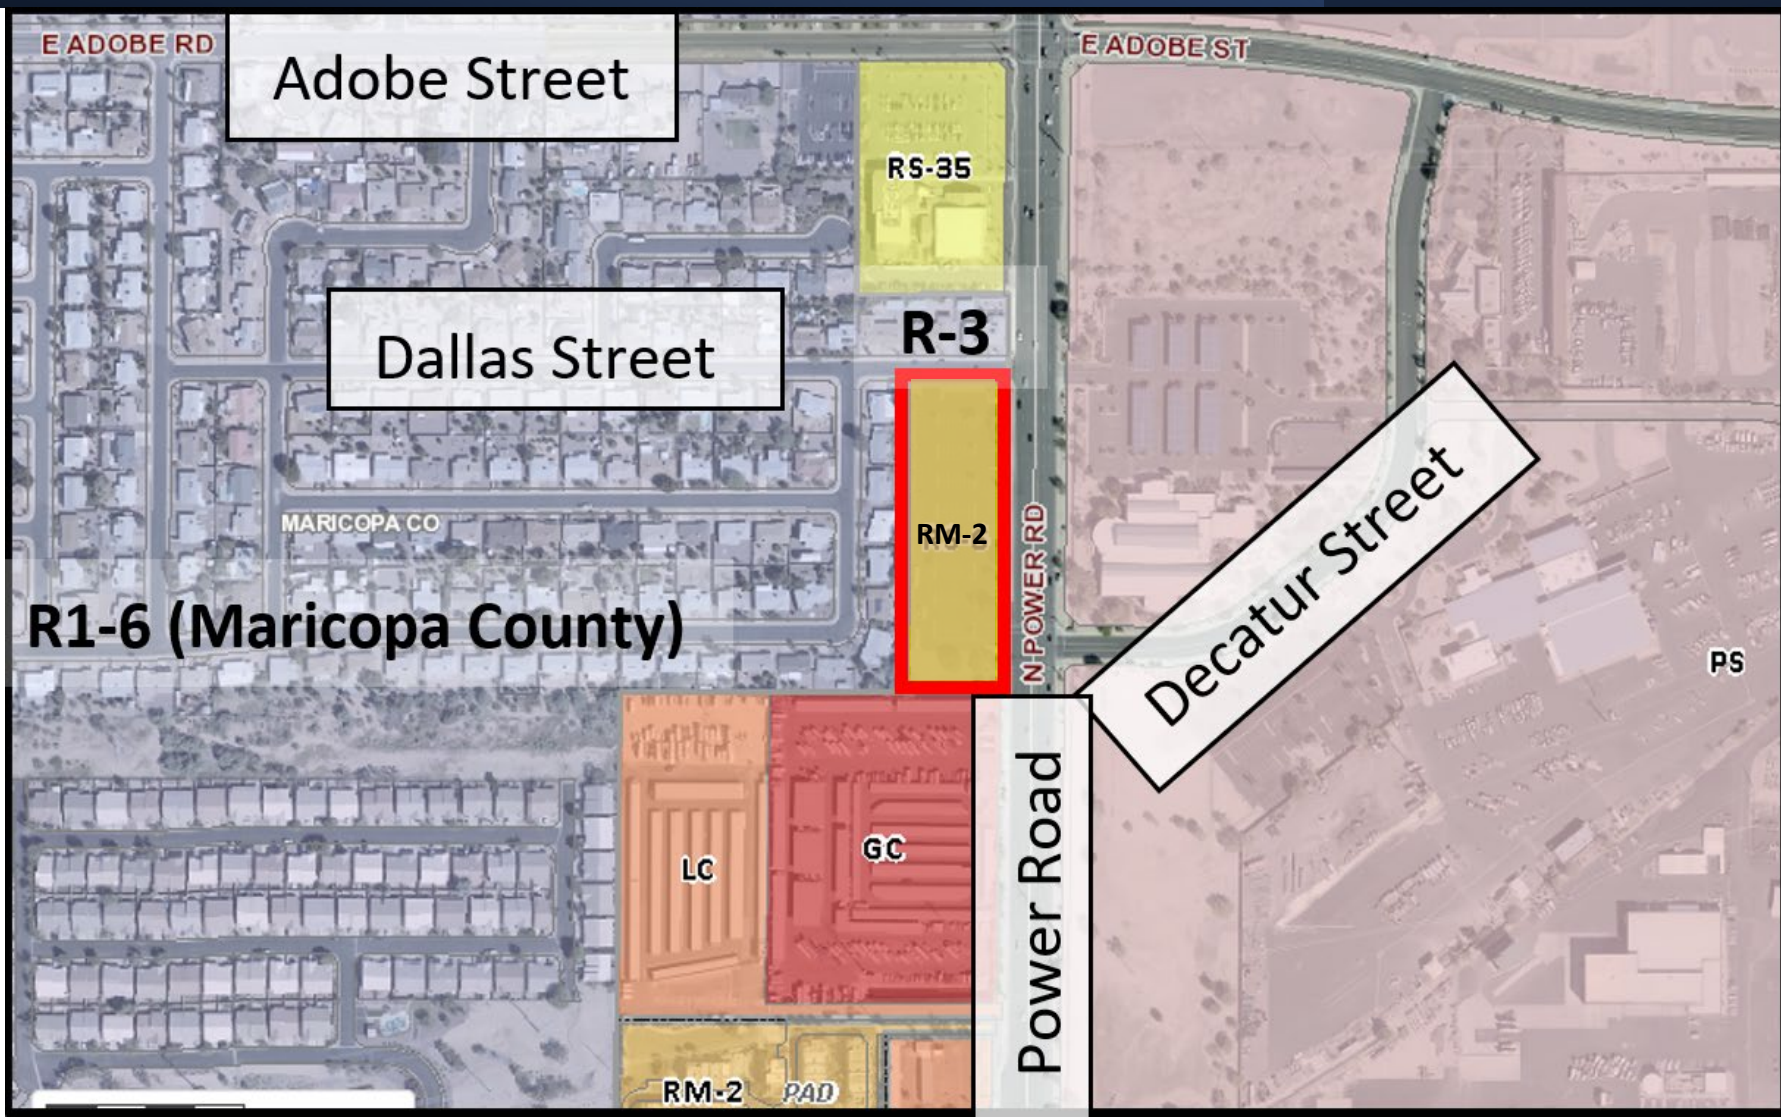 E ADOBE RD
Adobe Street
E ADOBE ST
RS-35
R-3
Dallas Street
RM-2
MARICOPA CO
N POWER RD
Decatur Street
R1-6 (Maricopa County)
PS
GC
LC
Power Road
RM-2
PAD